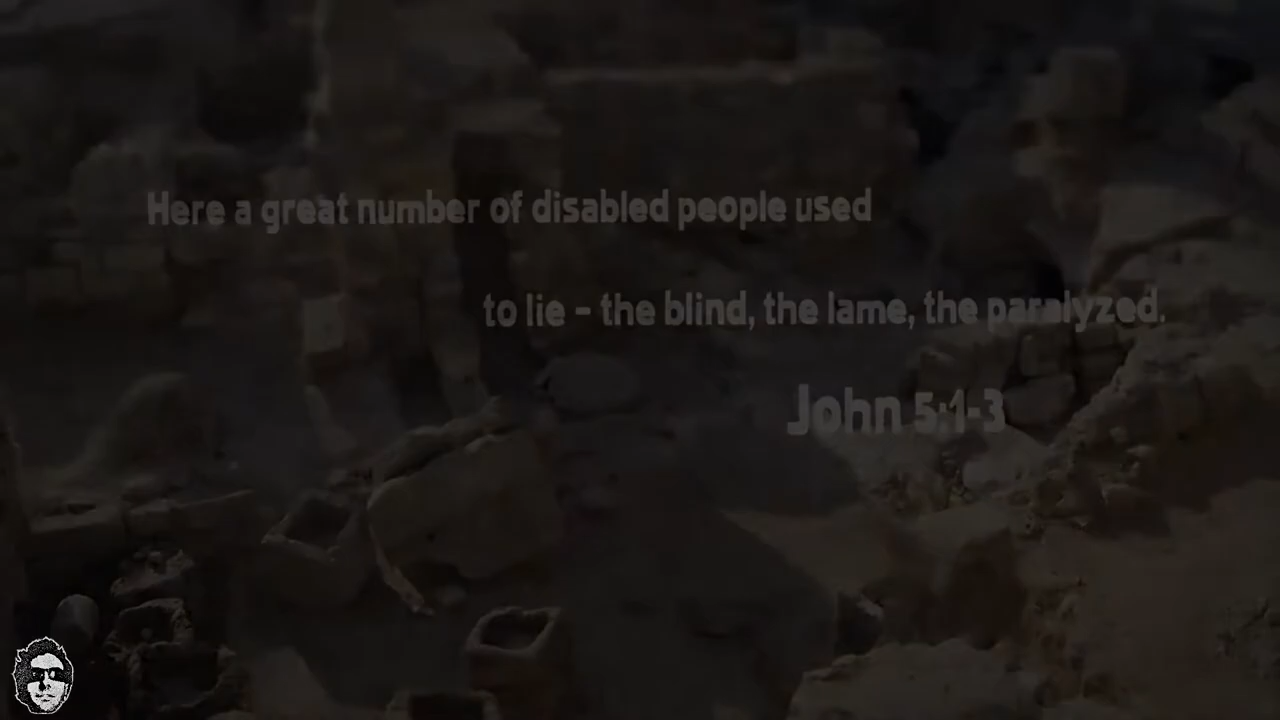 Here a great number of disabled people used
to lie - the blind, the lame, the paralyzed.
John 5:1-3